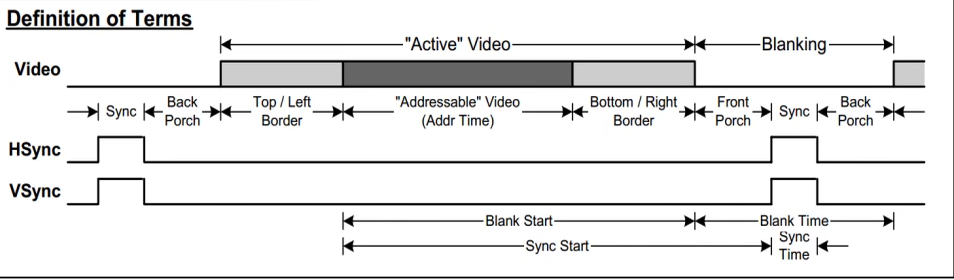 Definition of Terms
"Active" Video
Blanking
Video
Sync
Back
Porch
Top / Left
Border
"Addressable" Video
(Addr Time)
Bottom / Right
Border
Front
Porch
Sync
Back
Porch
HSync
VSync
Blank Start
Blank Time
Sync Start
Sync
Time